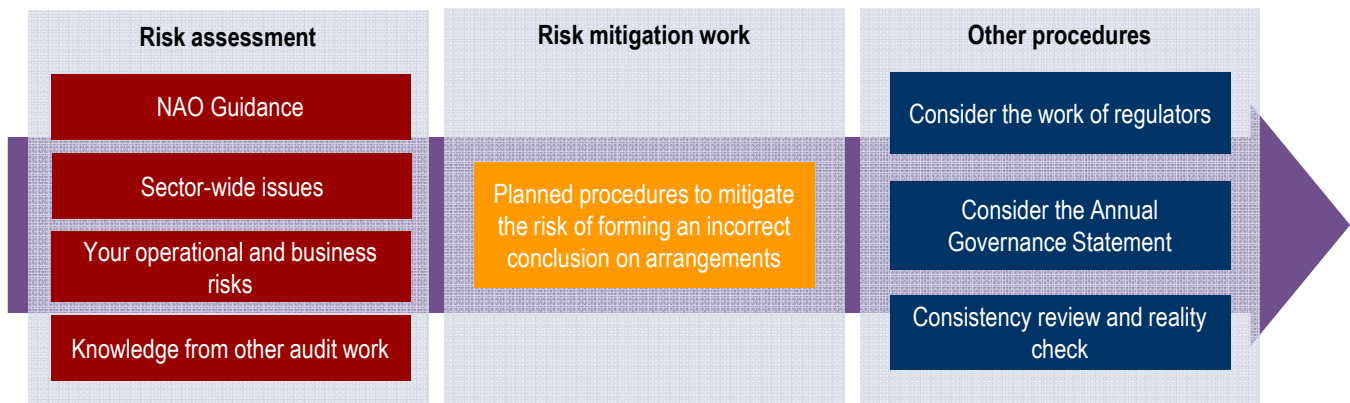 Risk assessment
NAO Guidance
Sector-wide issues
Your operational and business
risks
Knowledge from other audit work
Risk mitigation work
Planned procedures to mitigate
the risk of forming an incorrect
conclusion on arrangements
Other procedures
Consider the work of regulators
Consider the Annual
Governance Statement
Consistency review and reality
check